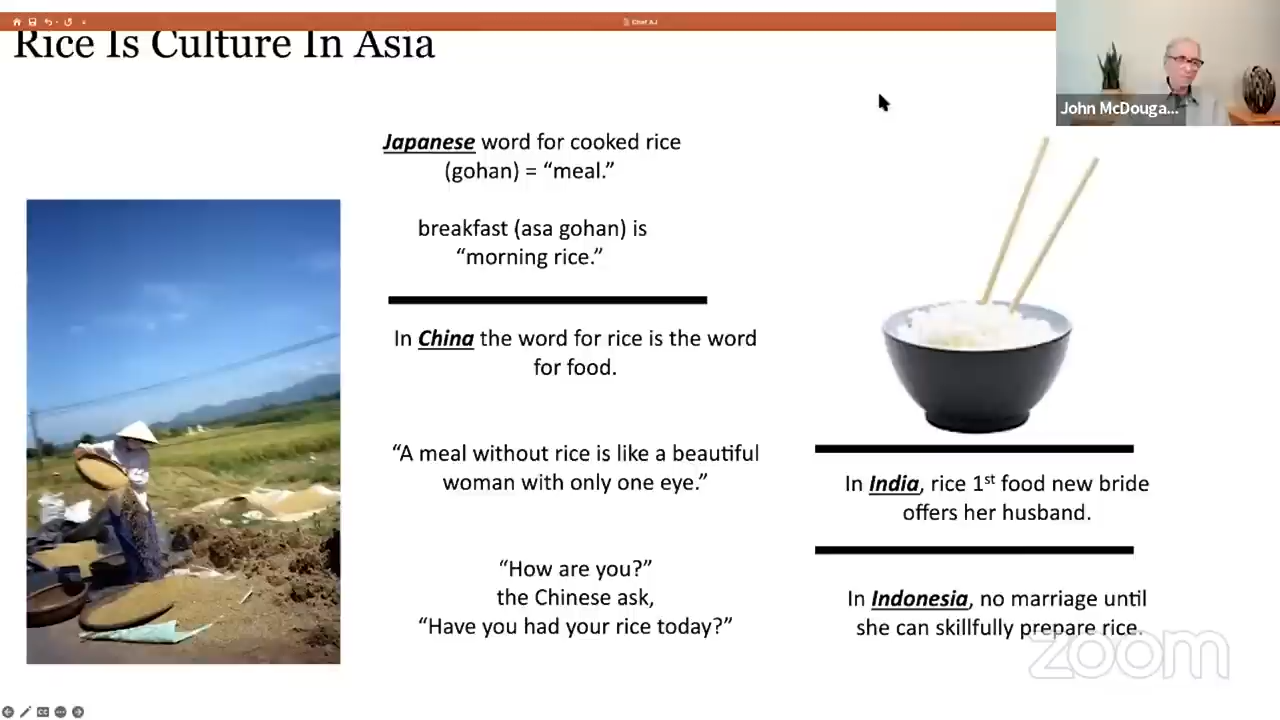 Chef AJ
Rice Is Culture In Asia
John McDouga...
Japanese word for cooked rice
(gohan) = “meal.”
breakfast (asa gohan) is
“morning rice.”
In China the word for rice is the word
for food.
“A meal without rice is like a beautiful
woman with only one eye.”
“How are you?”
the Chinese ask,
“Have you had your rice today?”
In India, rice 1st food new bride
offers her husband.
In Indonesia, no marriage until
she can skillfully prepare rice.
zoom